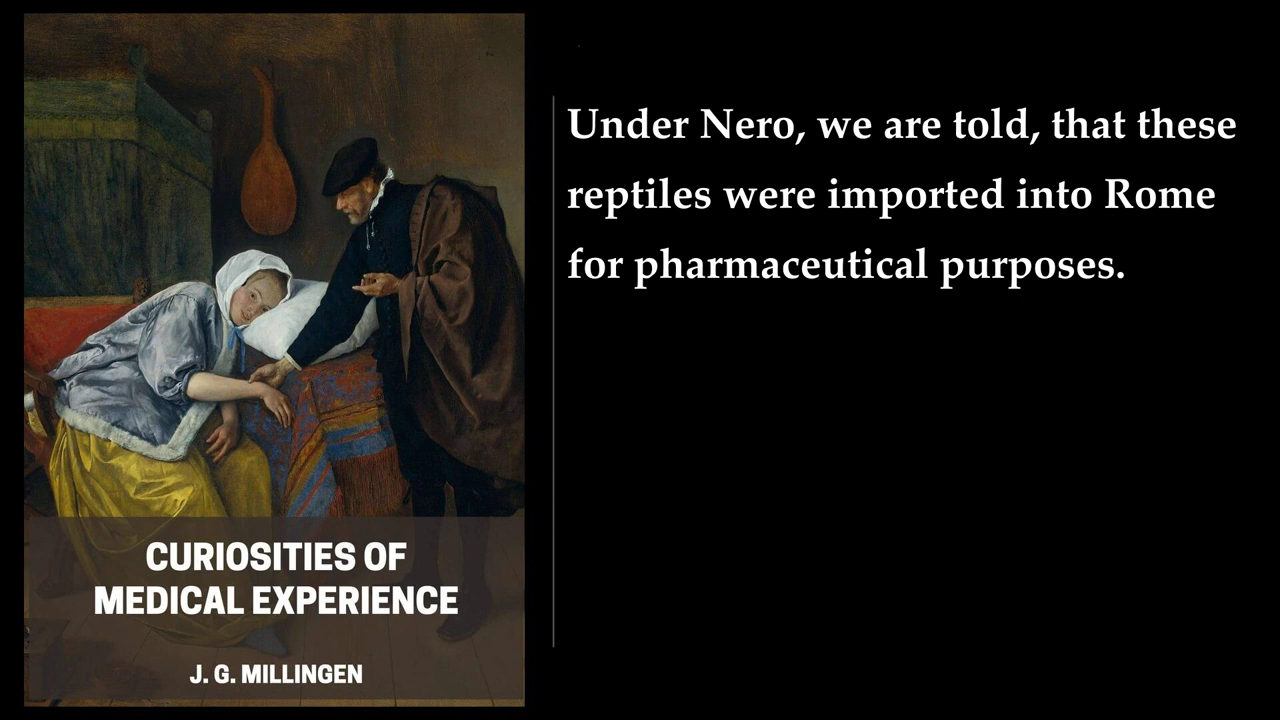 CURIOSITIES OF
MEDICAL EXPERIENCE
J. G. MILLINGEN
Under Nero, we are told, that these
reptiles were imported into Rome
for pharmaceutical purposes.